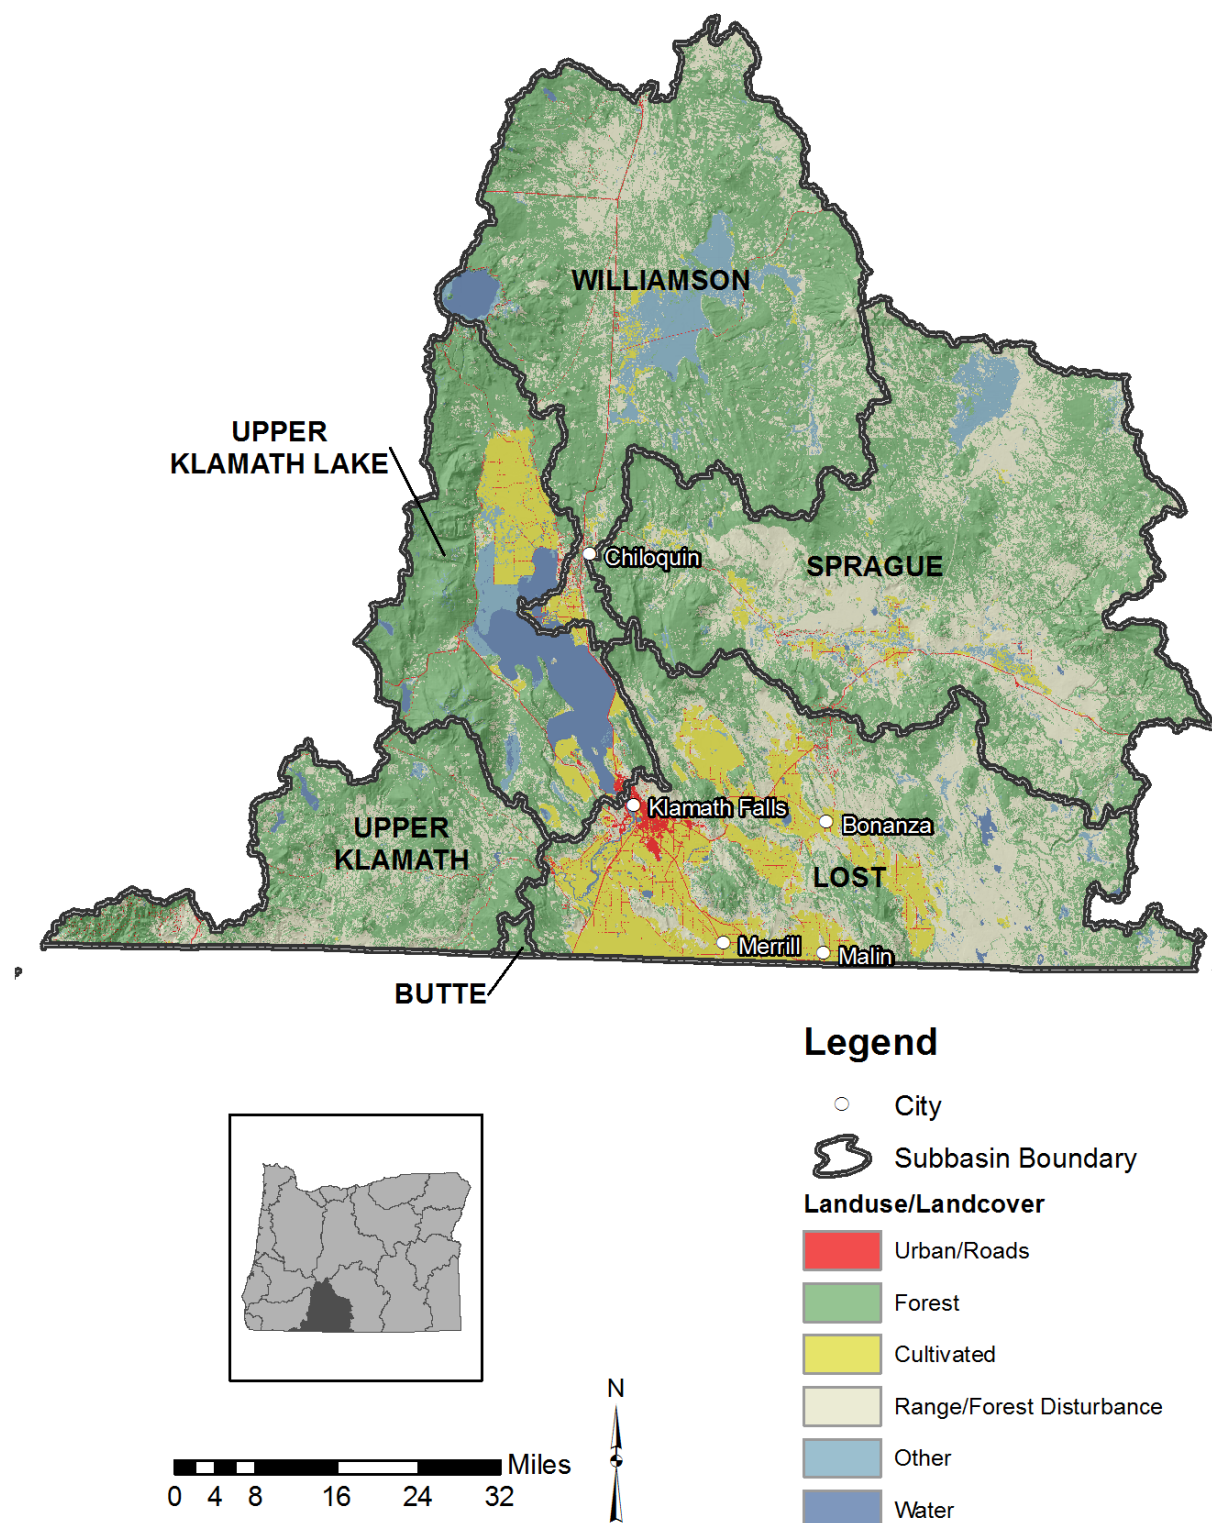 WILLIAMSON
UPPER
KLAMATH LAKE
Chiloquin
SPRAGUE
Klamath Falls
Bonanza
UPPER
KLAMATH
LOST
Merrill
Malin
BUTTE
Legend
City
Subbasin Boundary
Landuse/Landcover
Urban/Roads
Forest
Cultivated
Range/Forest Disturbance
Other
Water
N
Miles
0 4 8 16 24 32